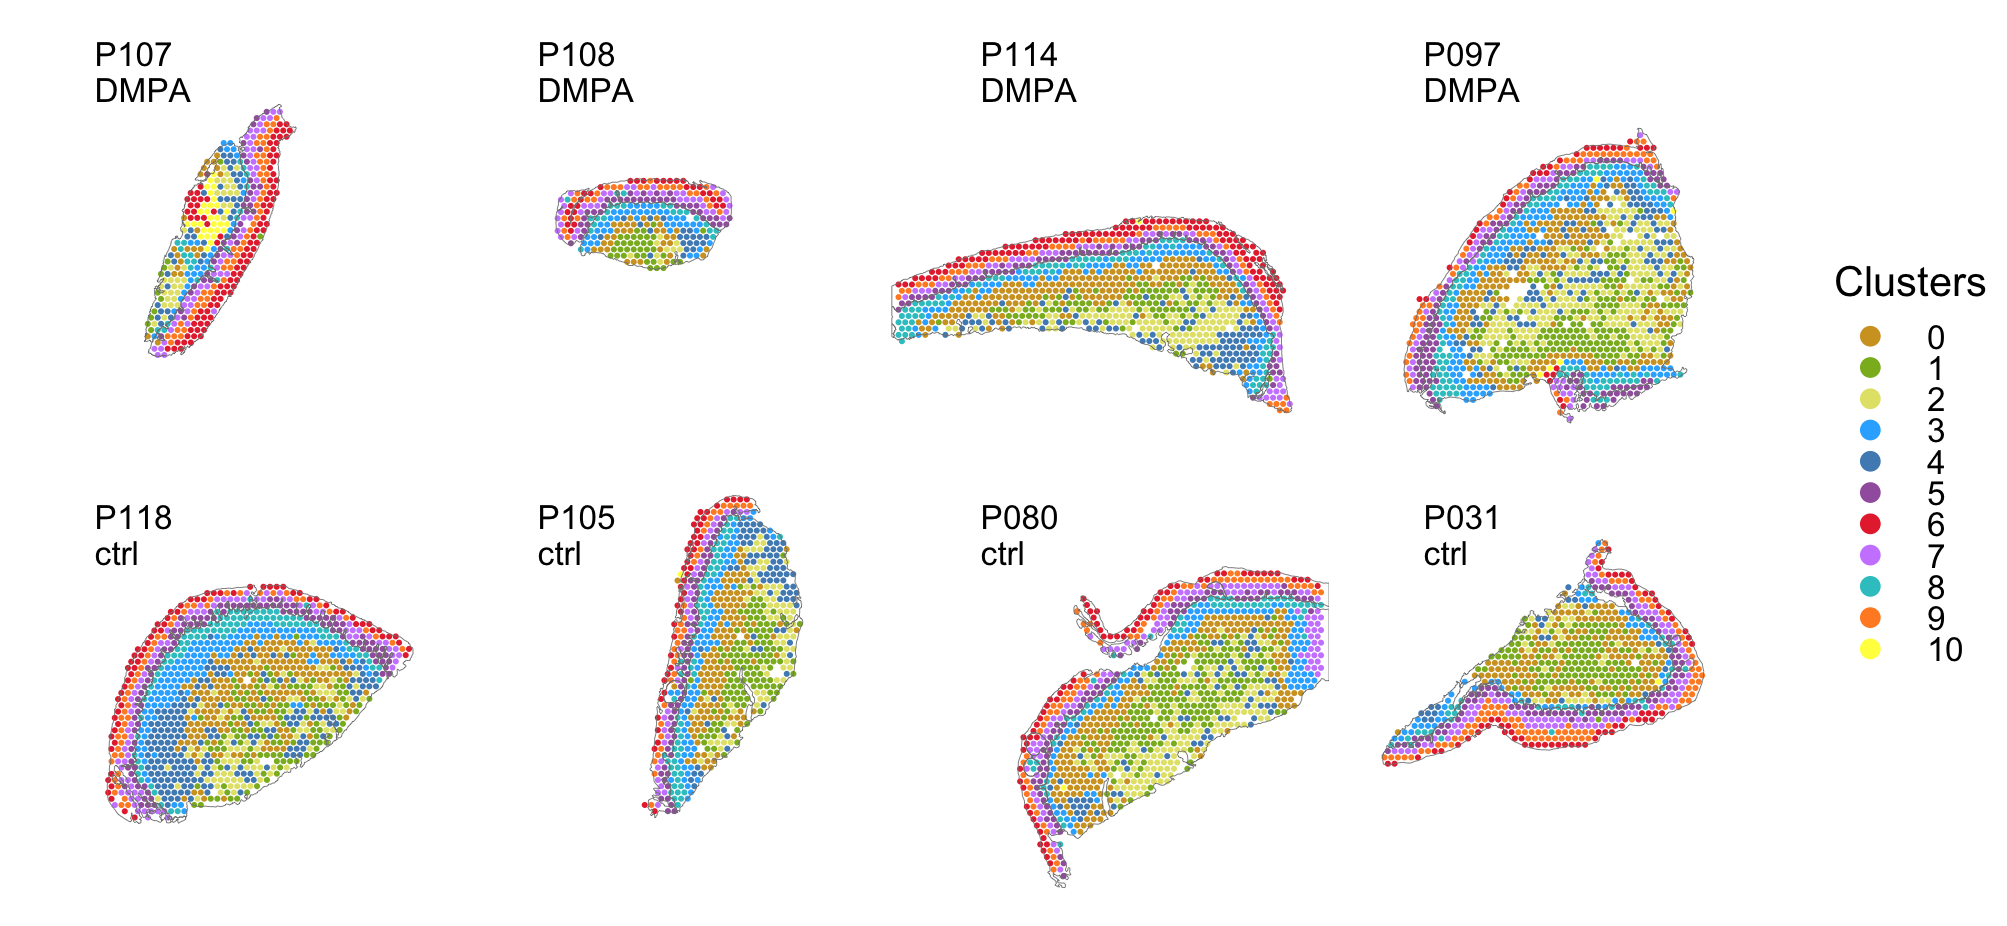 P107
DMPA
P108
DMPA
P114
DMPA
P097
DMPA
P118
ctrl
P105
ctrl
P080
ctrl
P031
ctrl
Clusters
0
1
2
3
4
5
6
7
8
9
10